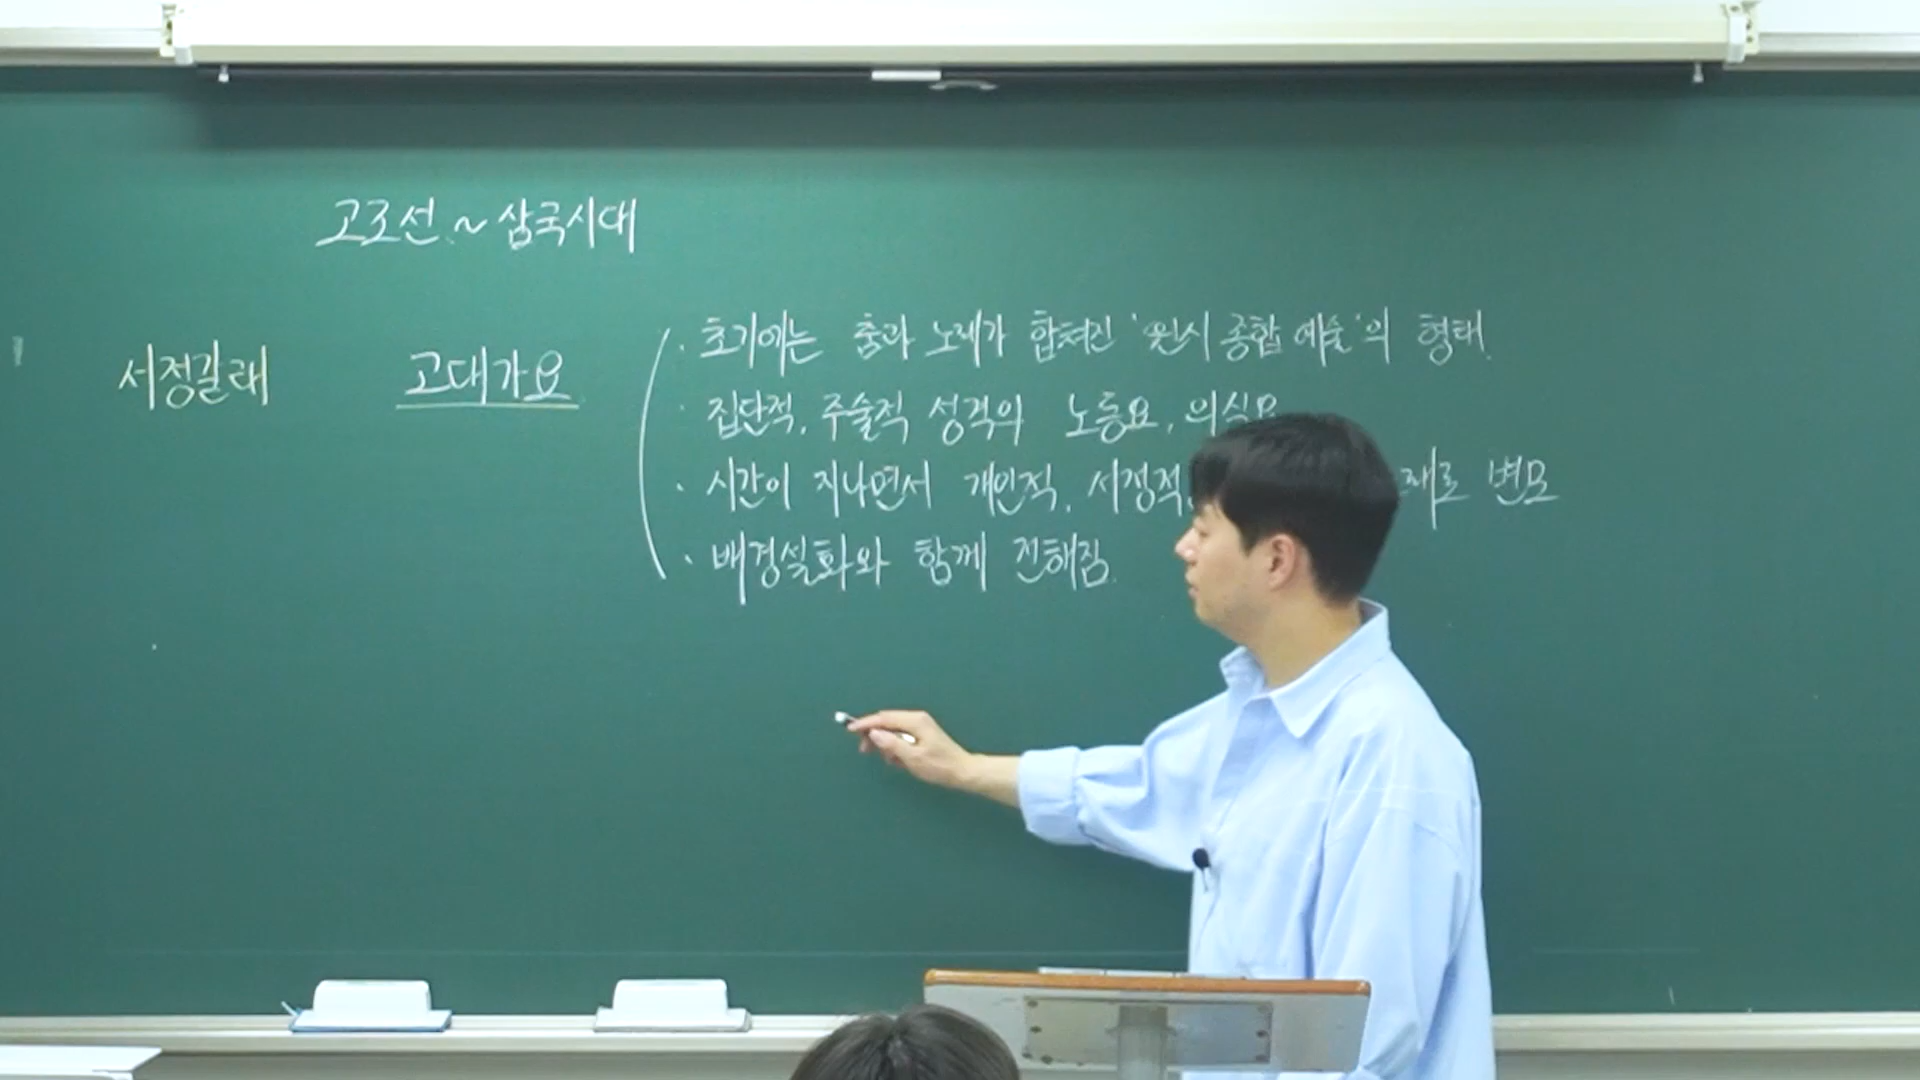 고조선 ~ 삼국시대
서정갈래
고대가요
· 초기에는 춤과 노래가 합쳐진 '원시 종합 예술'의 형태.
· 집단적, 주술적 성격의 노동요, 의식요
· 시간이 지나면서 개인적, 서정적, 변모
· 배경설화와 함께 전해짐.